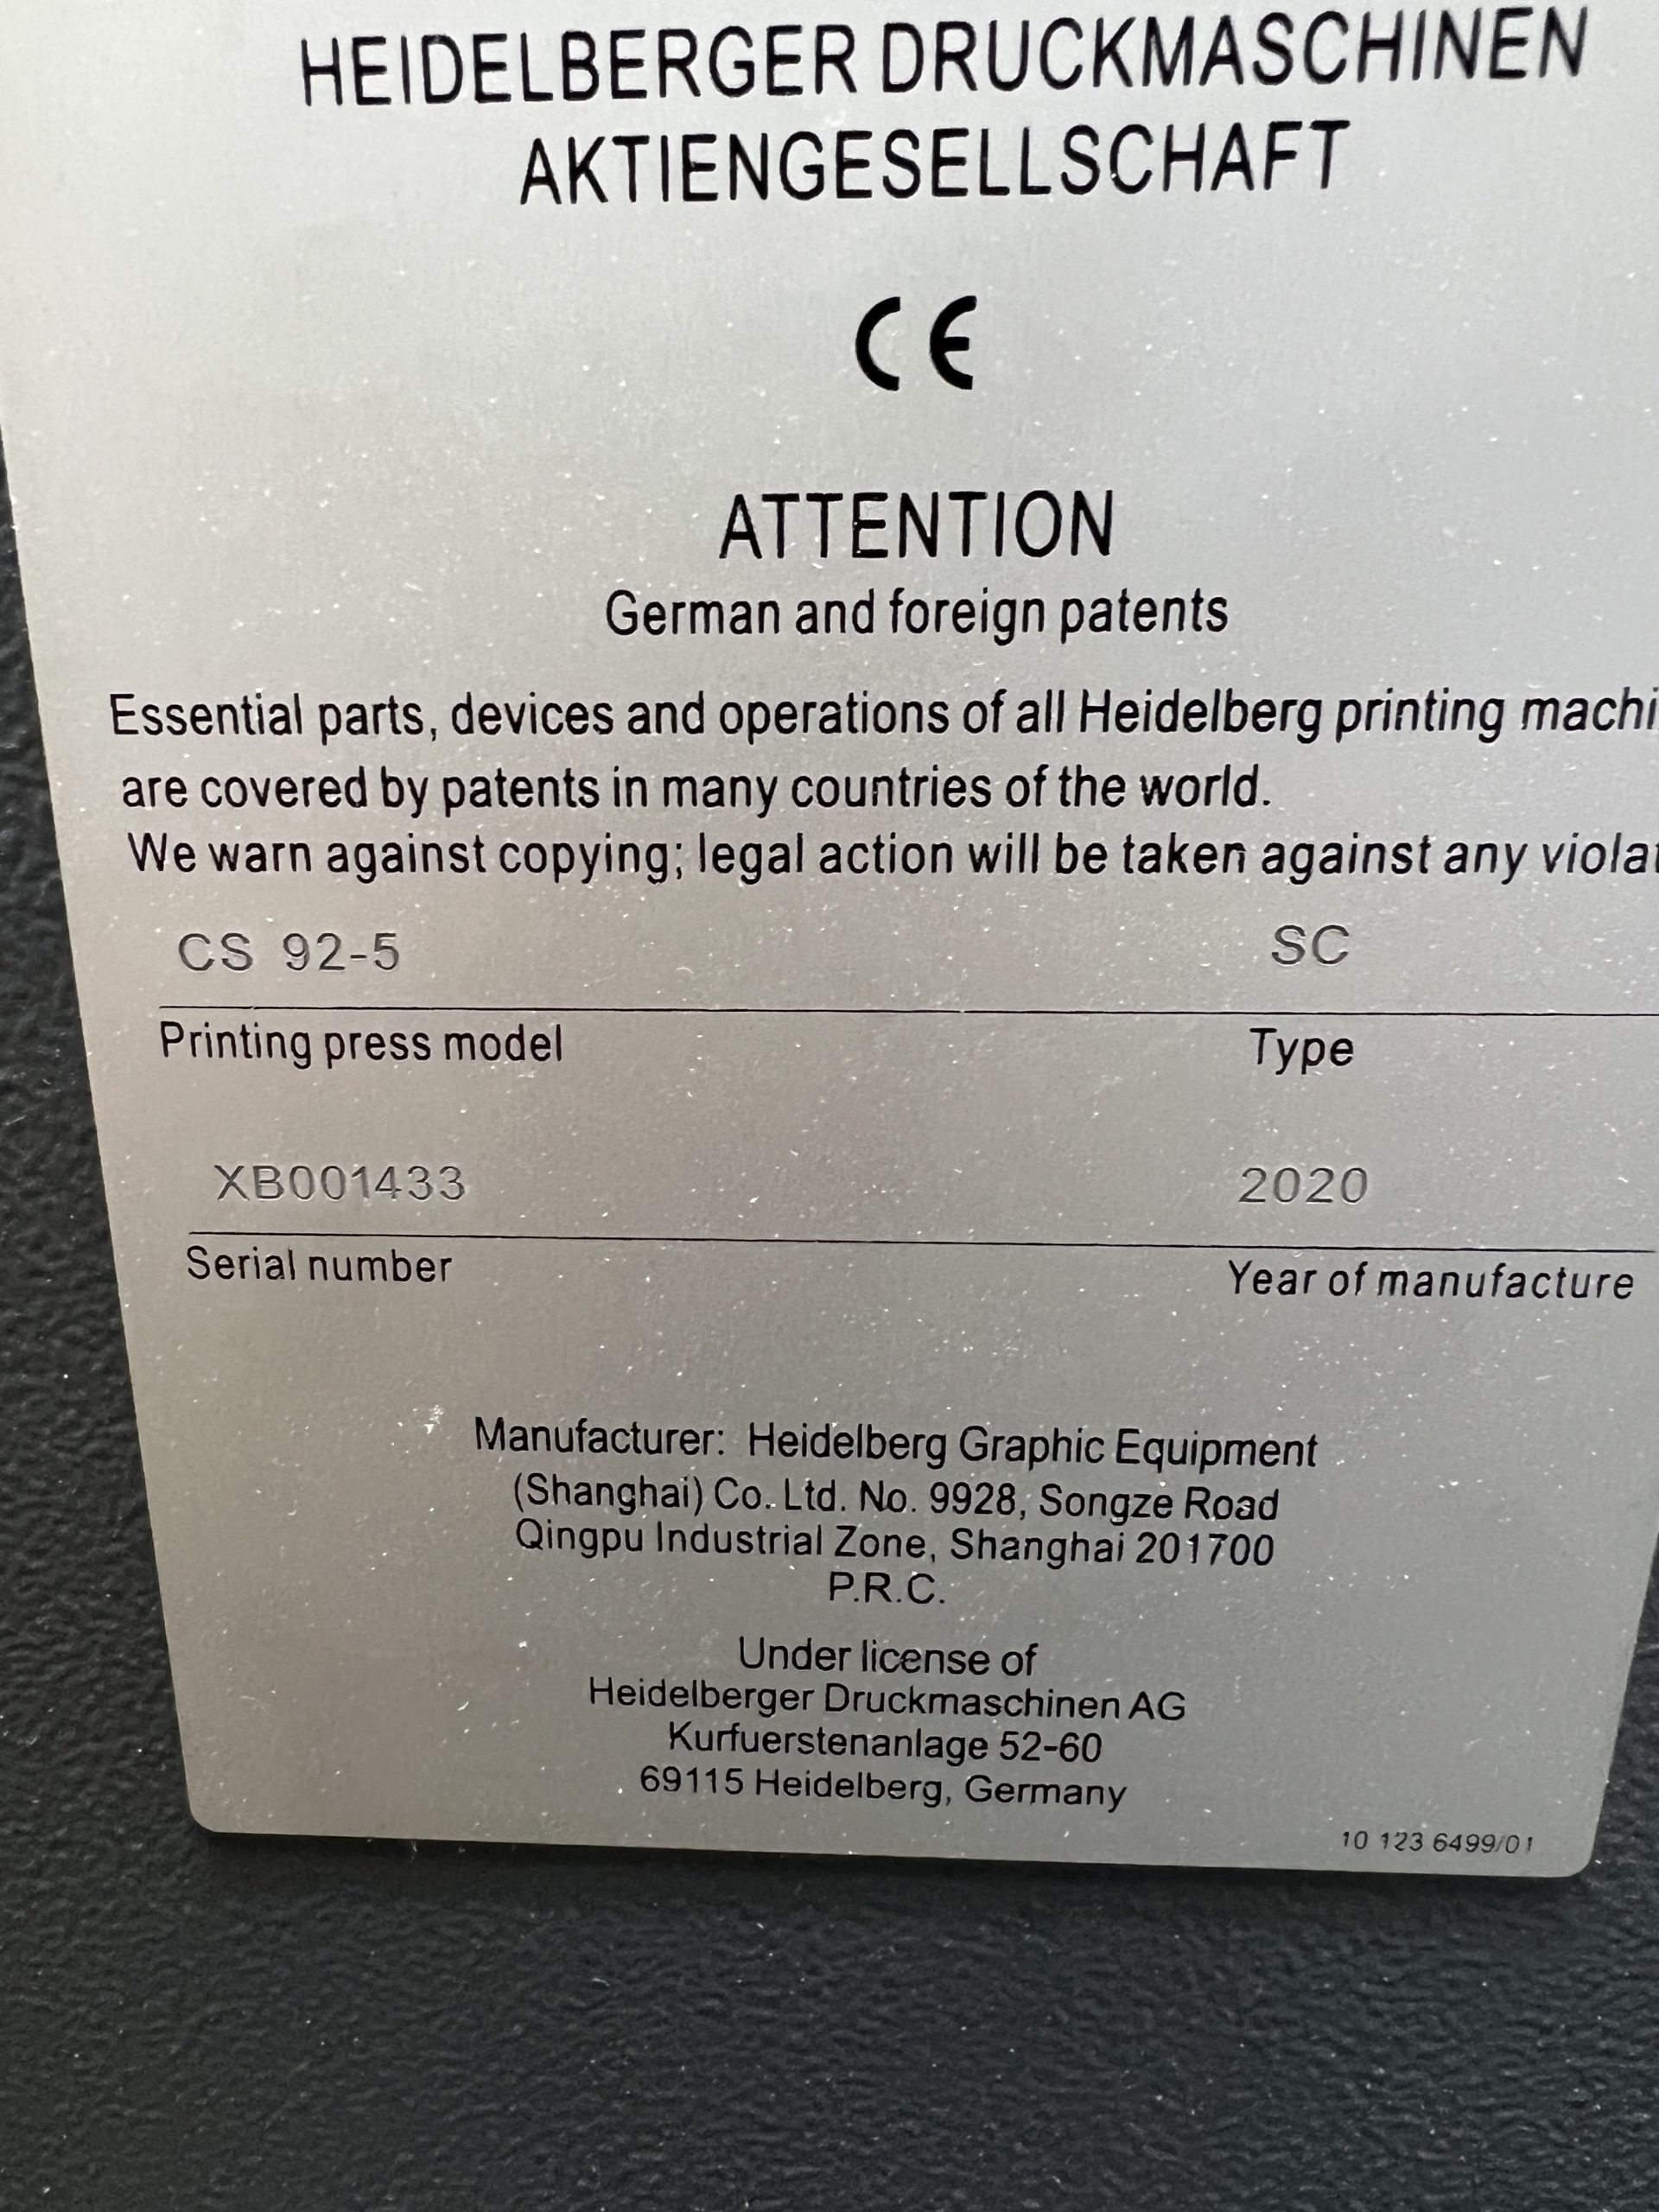 HEIDELBERGER DRUCKMASCHINEN
AKTIENGESELLSCHAFT
CE
ATTENTION
German and foreign patents
Essential parts, devices and operations of all Heidelberg printing
are covered by patents in many countries of the world.
We warn against copying; legal action will be taken against any
CS 92-5 SC
Printing press model Type
XB001433 2020
Serial number Year of manufacture
Manufacturer: Heidelberg Graphic Equipment
(Shanghai) Co. Ltd. No. 9928, Songze Road
Qingpu Industrial Zone, Shanghai 201700
P.R.C.
Under license of
Heidelberger Druckmaschinen AG
Kurfuerstenanlage 52-60
69115 Heidelberg, Germany
10 123 6499/01